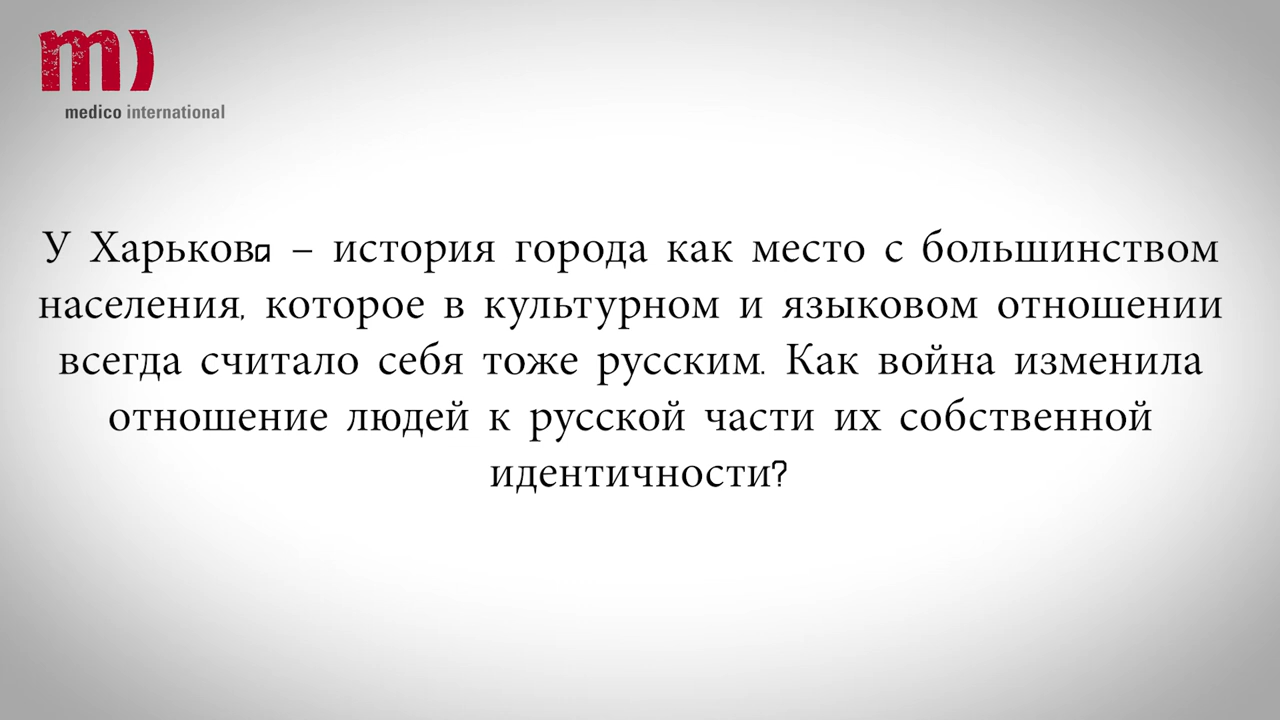 m)
medico international
У Харькова – история города как место с большинством
населения, которое в культурном и языковом отношении
всегда считало себя тоже русским. Как война изменила
отношение людей к русской части их собственной
идентичности?